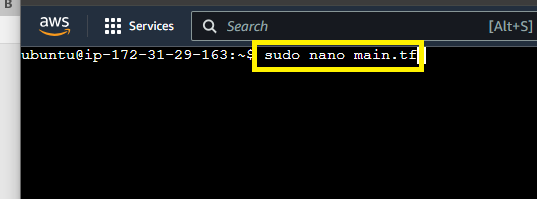 B
aws
Services
Search
[Alt+S]
ubuntu@ip-172-31-29-163:~$ sudo nano main.tf